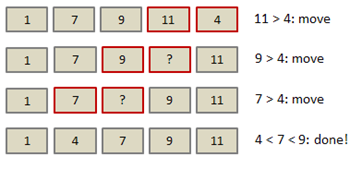 1 7 9 11 4 11 > 4: move
1 7 9 ? 11 9 > 4: move
1 7 ? 9 11 7 > 4: move
1 4 7 9 11 4 < 7 < 9: done!